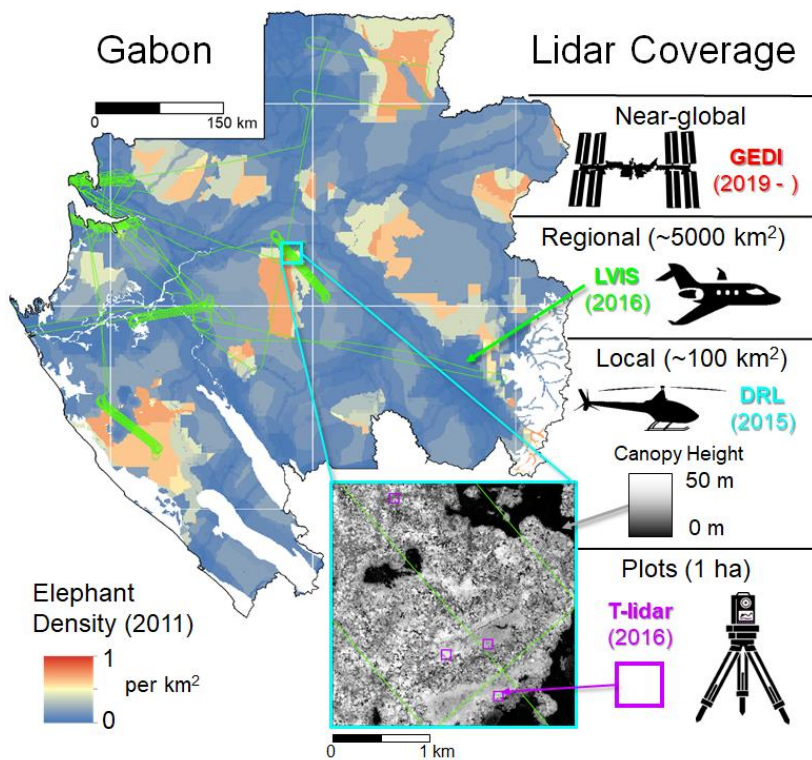 Gabon
0
150 km
Elephant
Density (2011)
1
per km²
0
Lidar Coverage
Near-global
GEDI
(2019 - )
Regional (~5000 km²)
LVIS
(2016)
Local (~100 km²)
DRL
(2015)
Canopy Height
50 m
0 m
Plots (1 ha)
T-lidar
(2016)
0
1 km